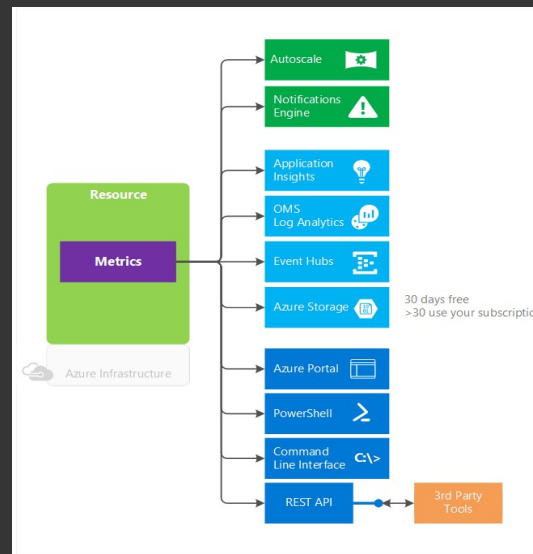 Autoscale
Notifications
Engine
Resource
Metrics
Azure Infrastructure
Application
Insights
OMS
Log Analytics
Event Hubs
Azure Storage
30 days free
>30 use your
Azure Portal
PowerShell
Command
Line Interface
C:\>
REST API
3rd Party
Tools